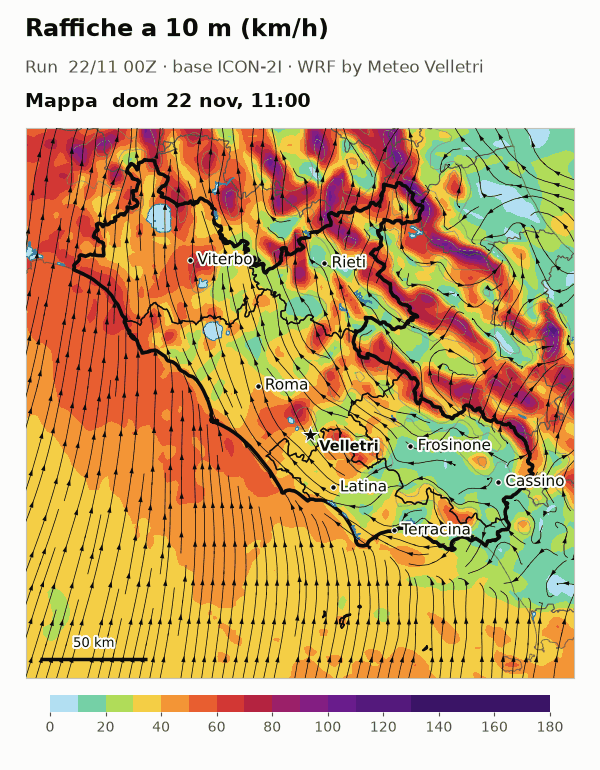 Raffiche a 10 m (km/h)
Run 22/11 00Z · base ICON-2I · WRF by Meteo Velletri
Mappa dom 22 nov, 11:00
Viterbo
Rieti
Roma
Velletri
Frosinone
Latina
Cassino
Terracina
50 km
0 20 40 60 80 100 120 140 160 180